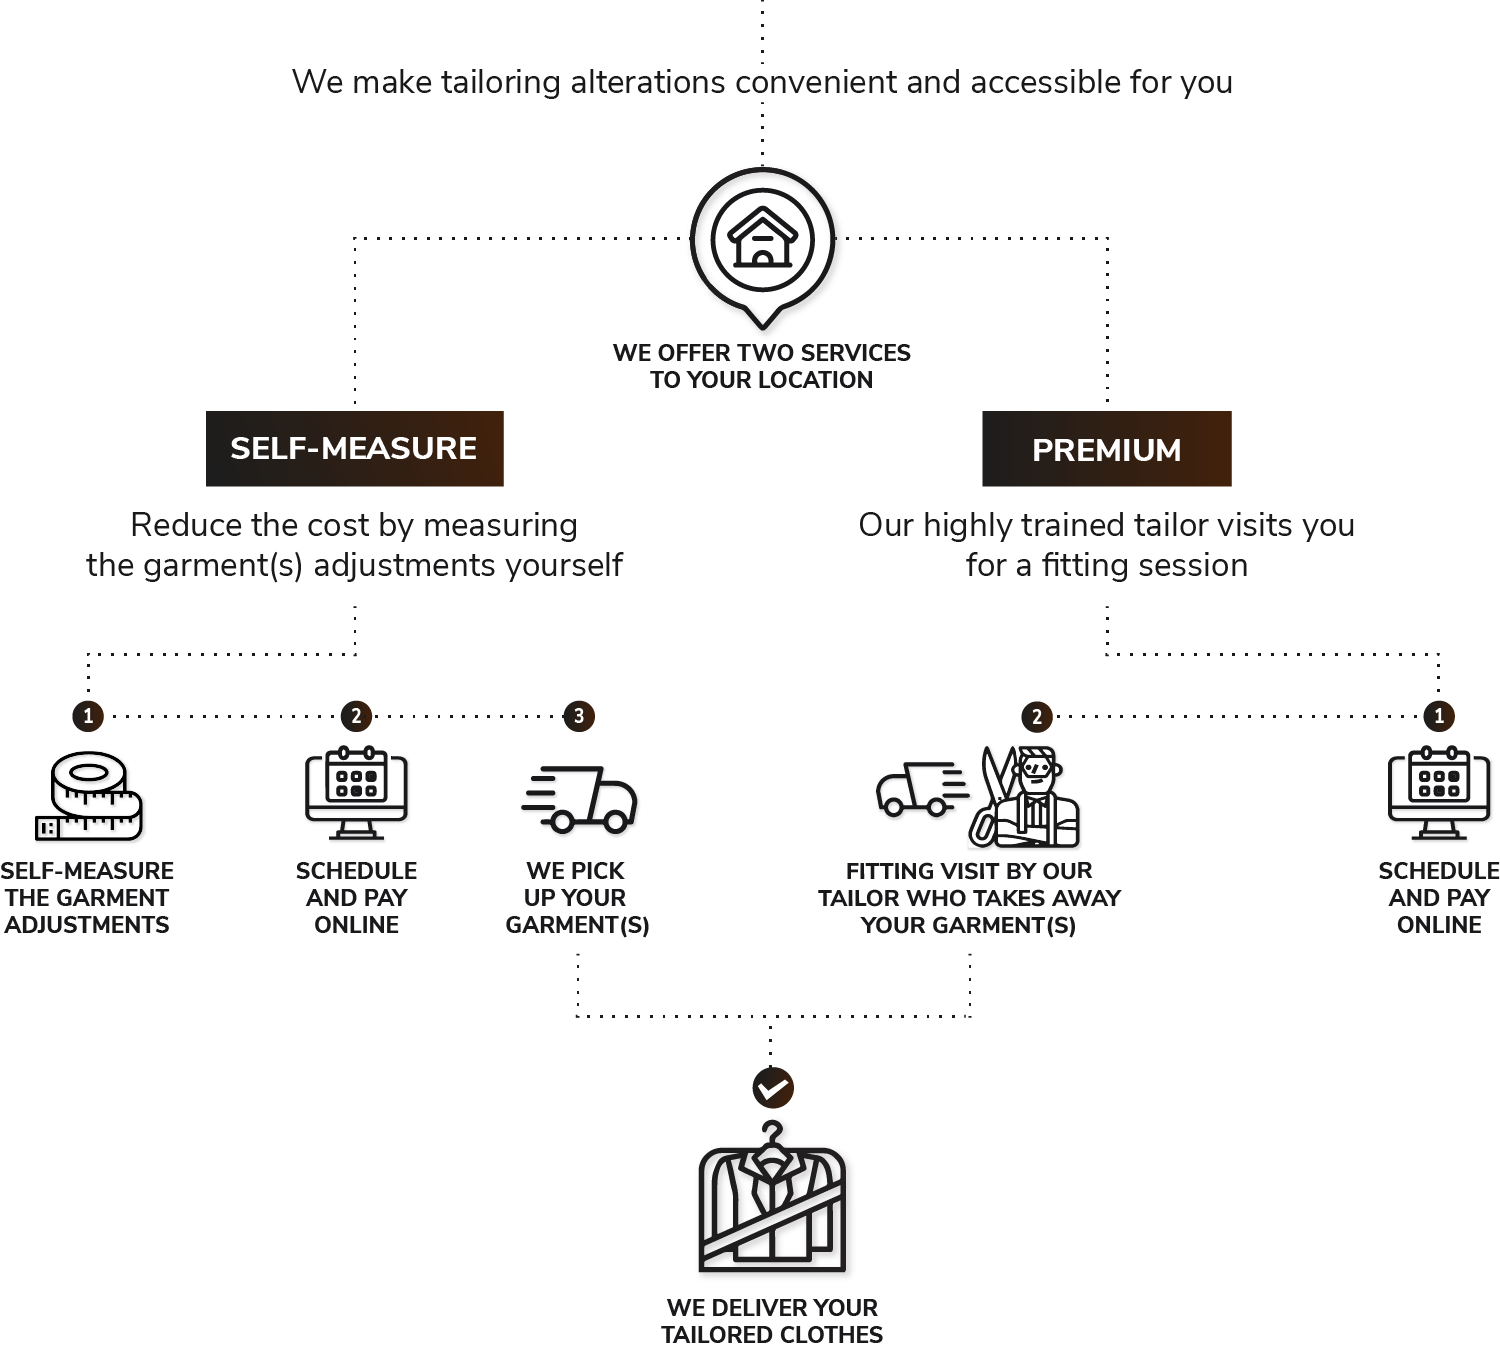 We make tailoring alterations convenient and accessible for you
WE OFFER TWO SERVICES
TO YOUR LOCATION
SELF-MEASURE
Reduce the cost by measuring
the garment(s) adjustments yourself
1
SELF-MEASURE
THE GARMENT
ADJUSTMENTS
2
SCHEDULE
AND PAY
ONLINE
3
WE PICK
UP YOUR
GARMENT(S)
PREMIUM
Our highly trained tailor visits you
for a fitting session
2
FITTING VISIT BY OUR
TAILOR WHO TAKES AWAY
YOUR GARMENT(S)
1
SCHEDULE
AND PAY
ONLINE
WE DELIVER YOUR
TAILORED CLOTHES